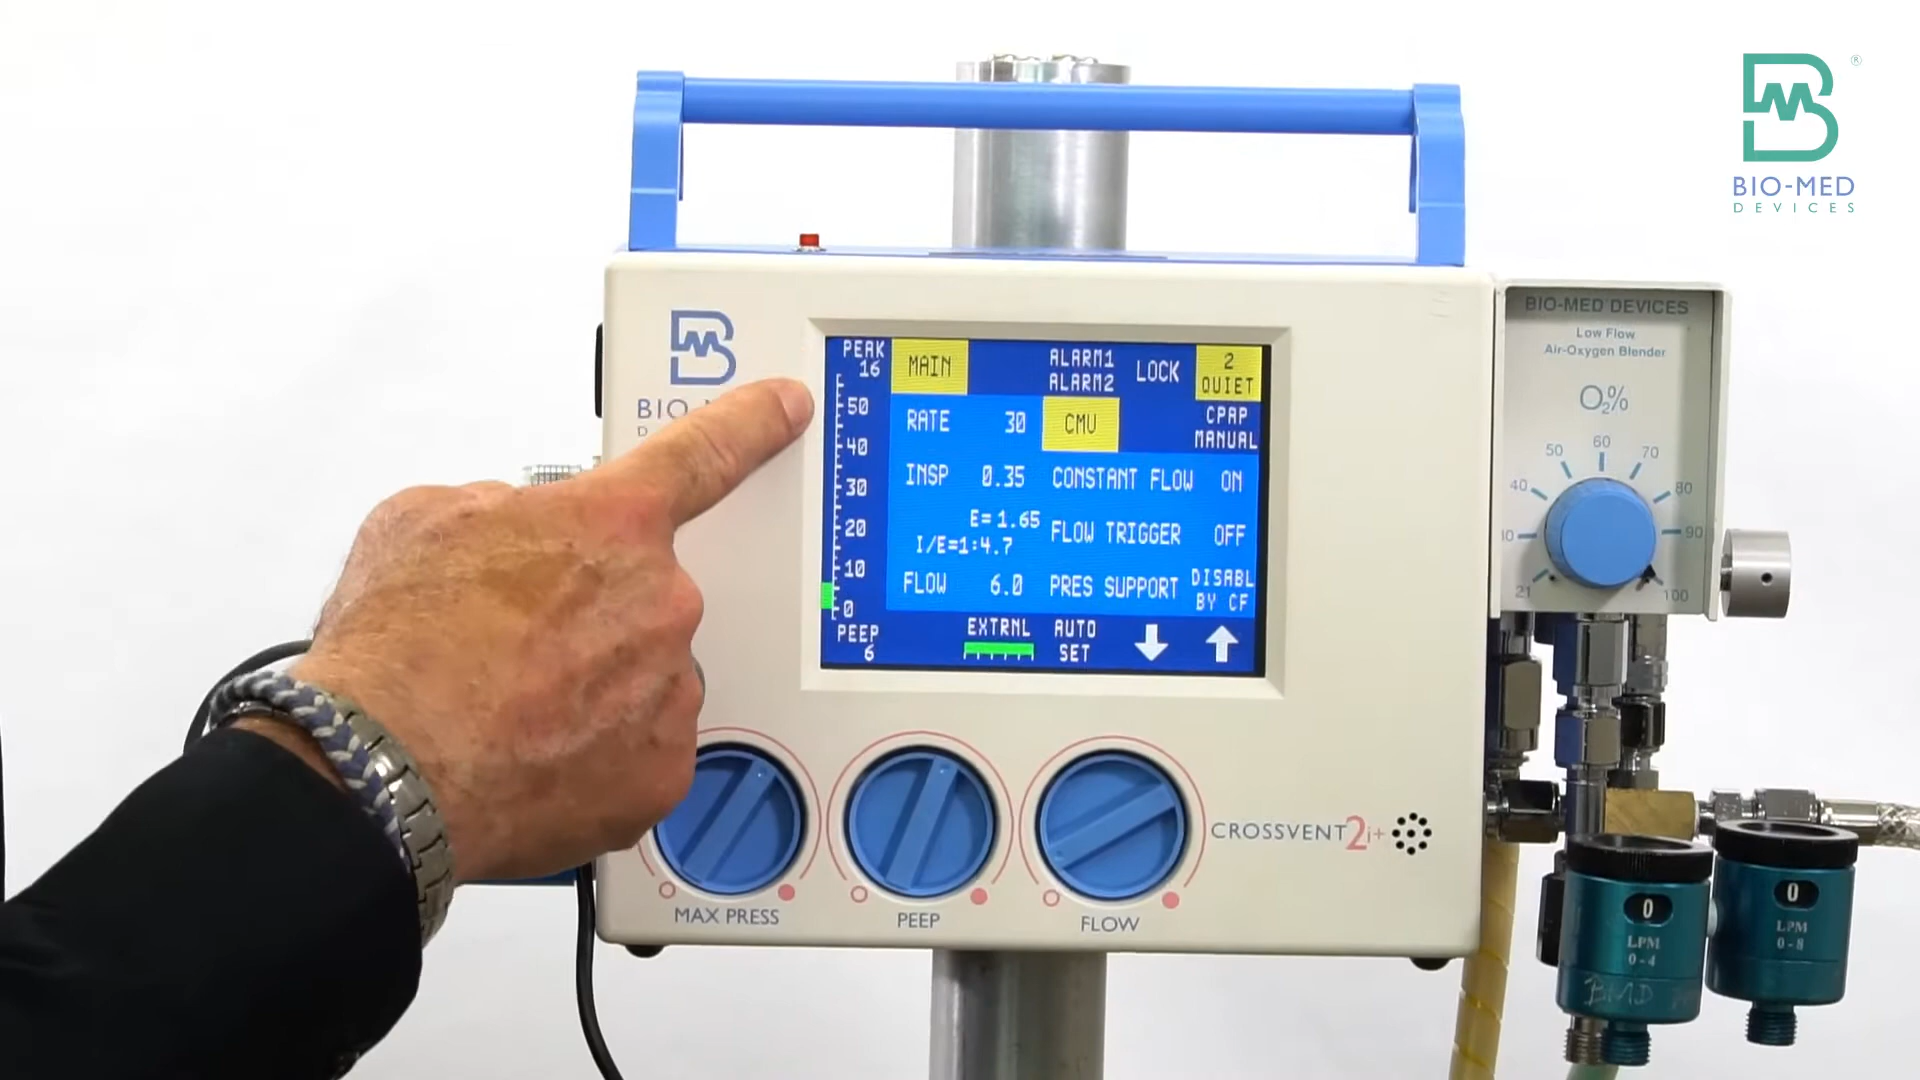 BIO-MED
DEVICES
BIO-MED DEVICES
Low Flow
Air-Oxygen Blender
O2%
21
40
50
60
70
80
90
100
PEAK
16
50
40
30
20
10
0
PEEP
6
MAIN
ALARM1
ALARM2
LOCK
2
QUIET
RATE 30
CMV
CPAP
MANUAL
INSP 0.35
CONSTANT FLOW ON
E= 1.65
I/E=1:4.7
FLOW TRIGGER OFF
FLOW 6.0
PRES SUPPORT DISABL
BY CF
EXTRNL
AUTO
SET
MAX PRESS
PEEP
FLOW
CROSSVENT 2i+
0
LPM
0-4
BMD
0
LPM
0-8